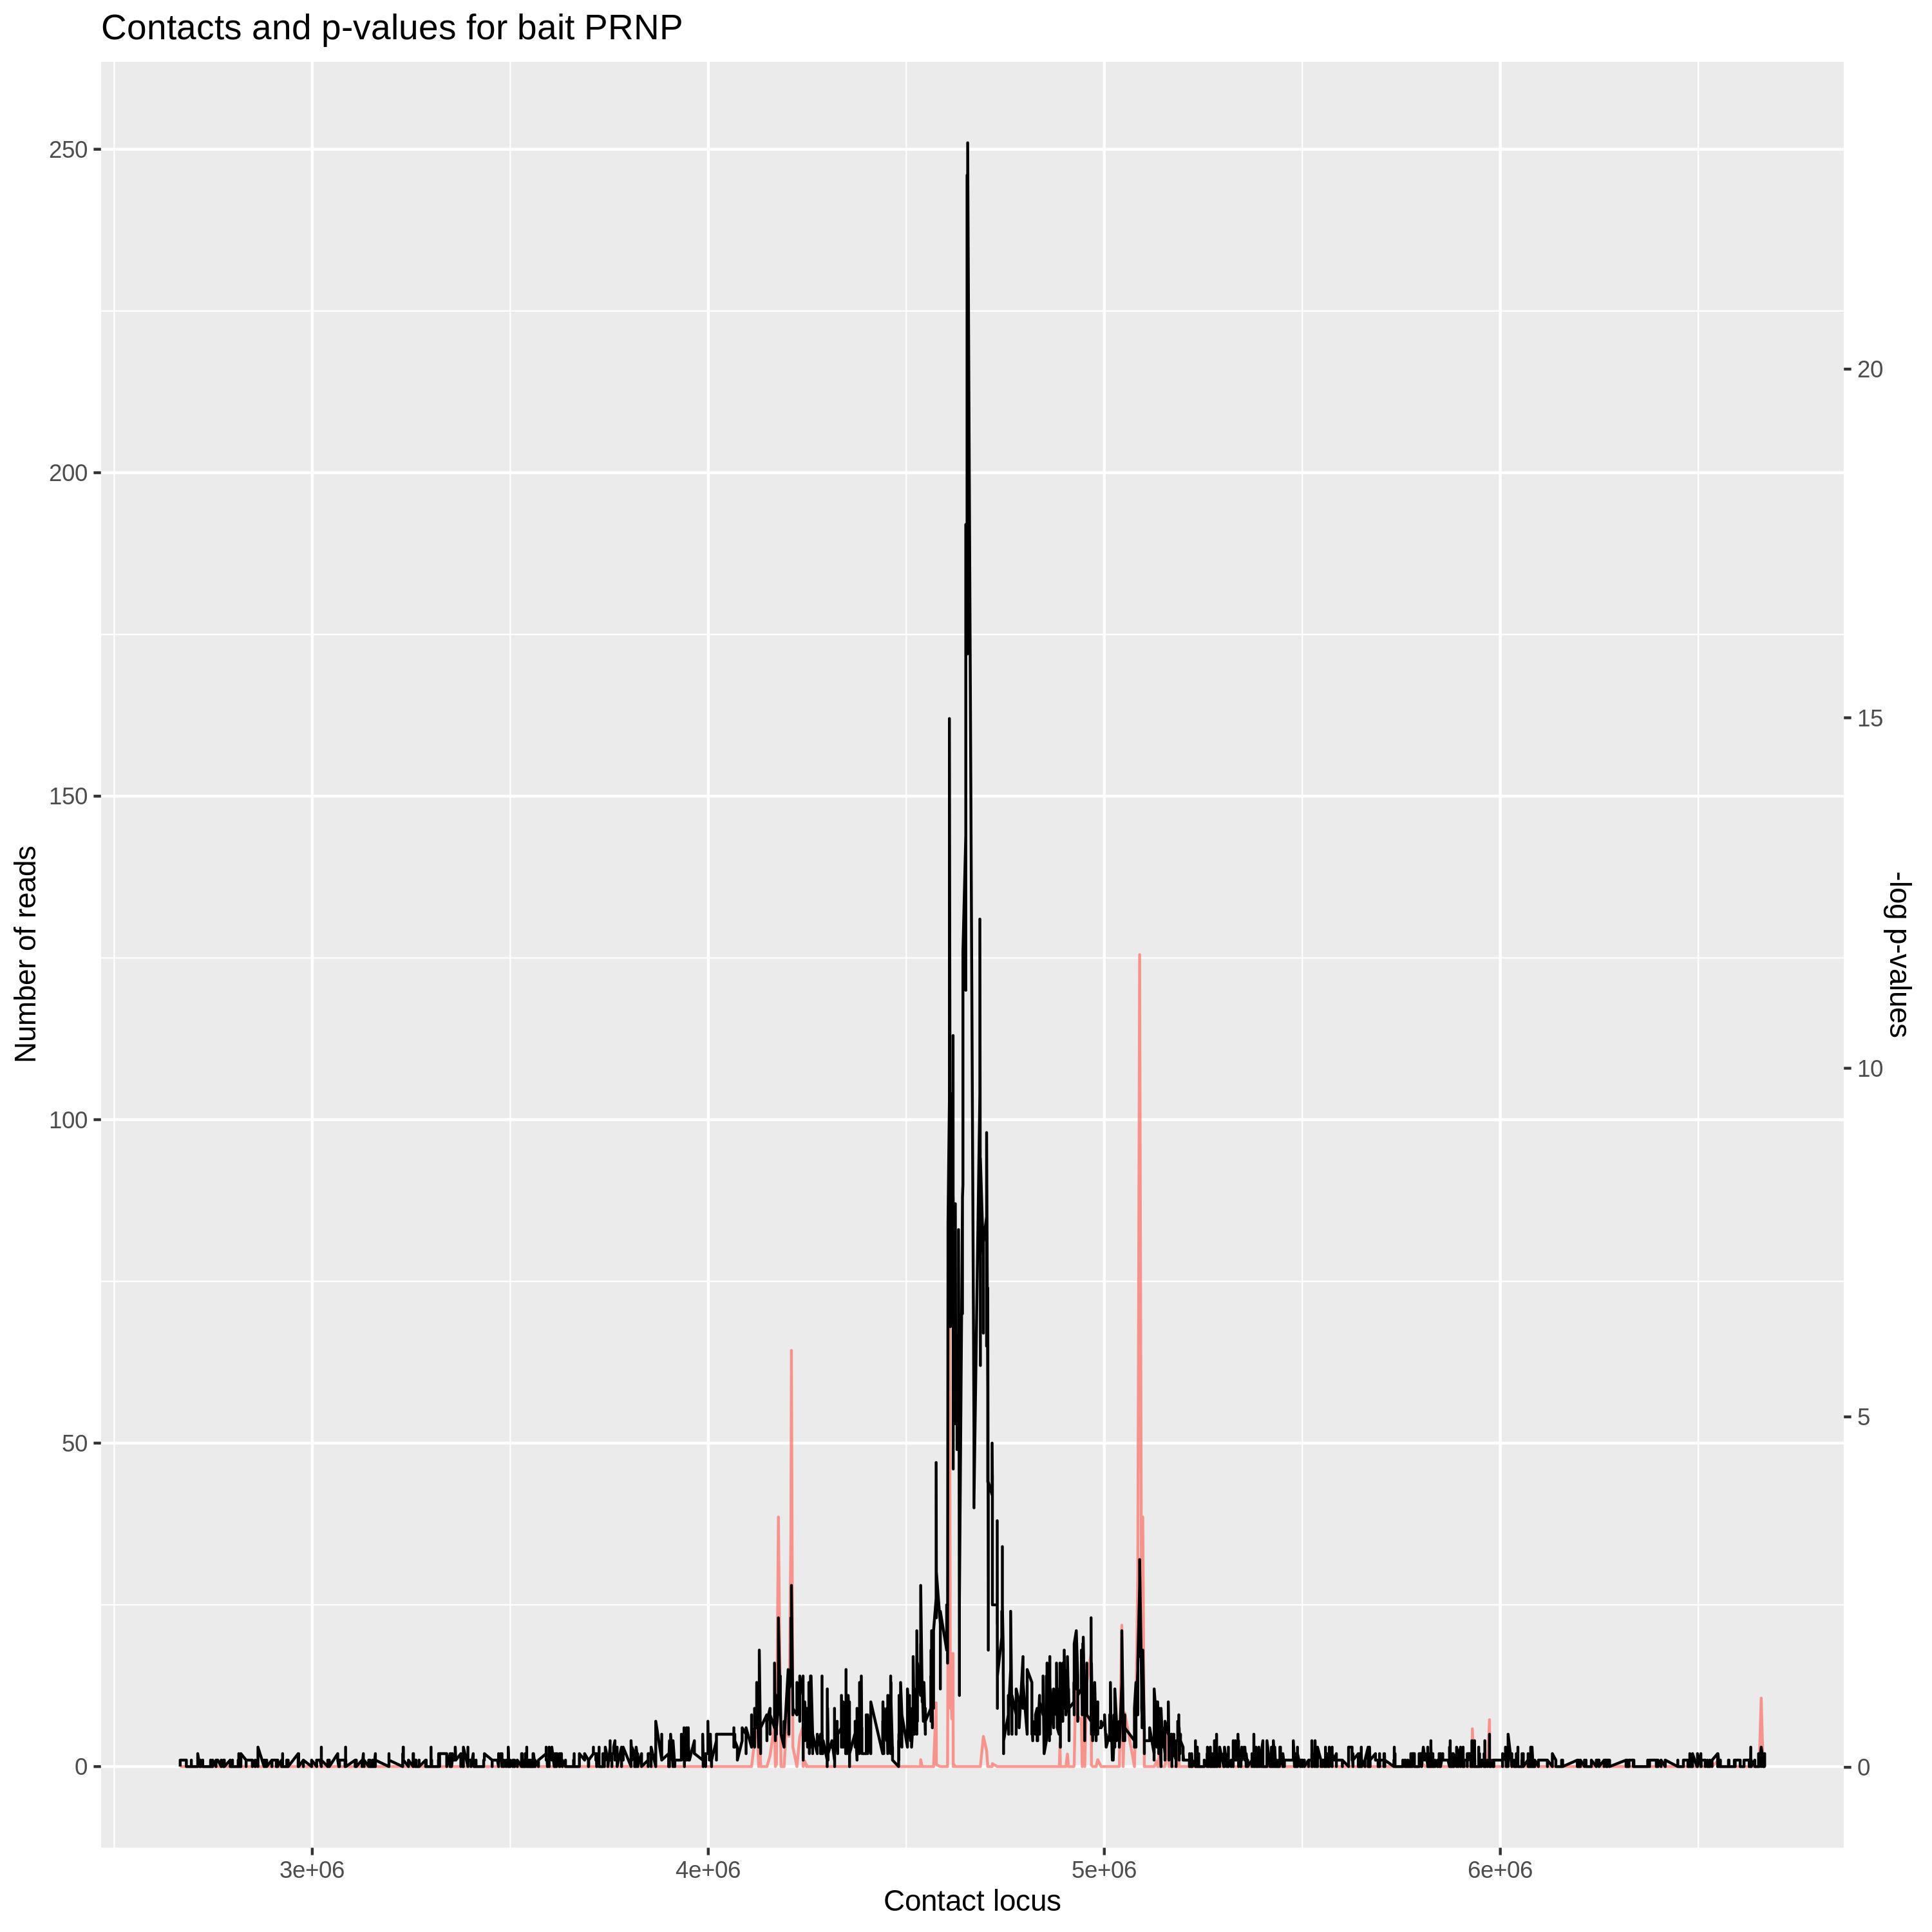 Contacts and p-values for bait PRNP
250
200
150
100
50
0
Number of reads
20
15
10
5
0
-log p-values
3e+06
4e+06
5e+06
6e+06
Contact locus